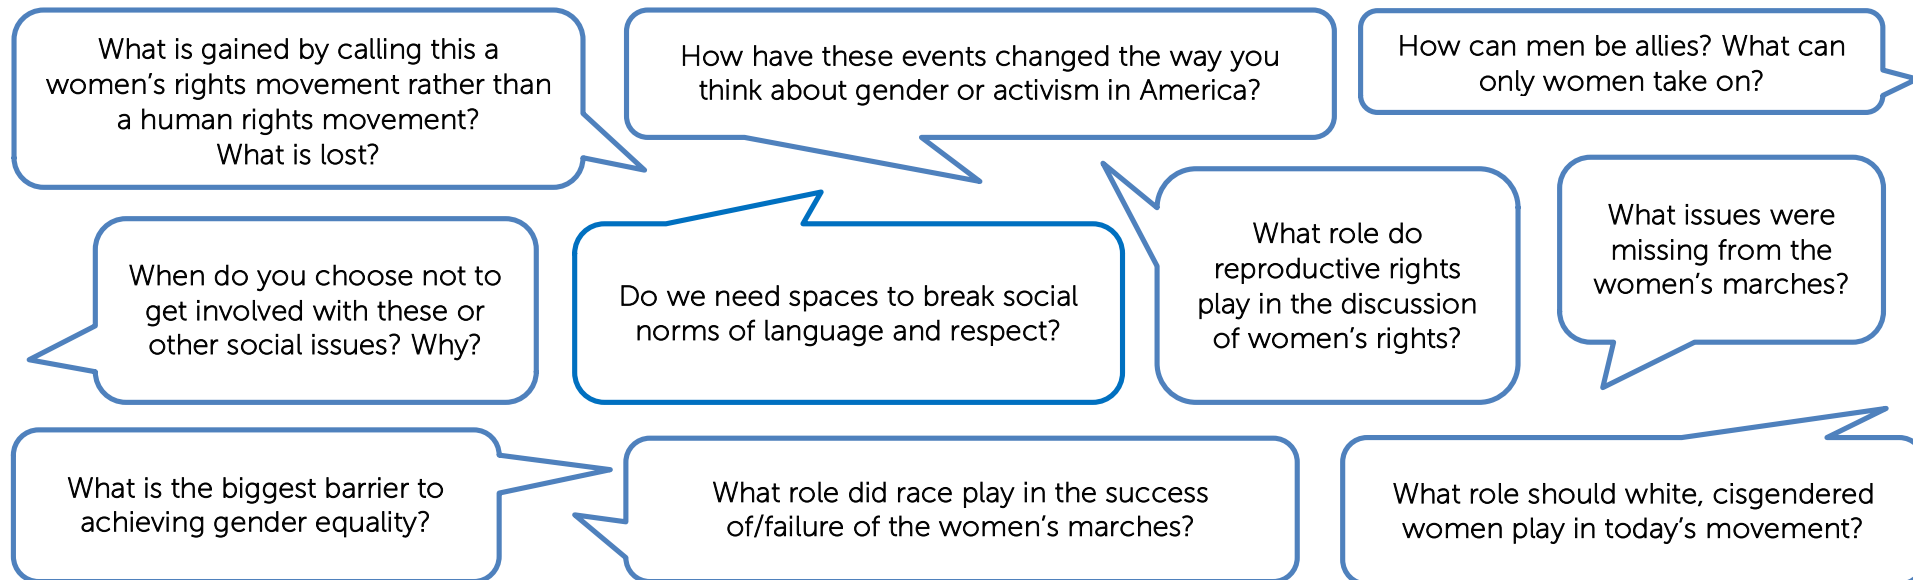 What is gained by calling this a
women's rights movement rather than
a human rights movement?
What is lost?
How have these events changed the way you
think about gender or activism in America?
How can men be allies? What can
only women take on?
When do you choose not to
get involved with these or
other social issues? Why?
Do we need spaces to break social
norms of language and respect?
What role do
reproductive rights
play in the discussion
of women's rights?
What issues were
missing from the
women's marches?
What is the biggest barrier to
achieving gender equality?
What role did race play in the success
of/failure of the women's marches?
What role should white, cisgendered
women play in today's movement?